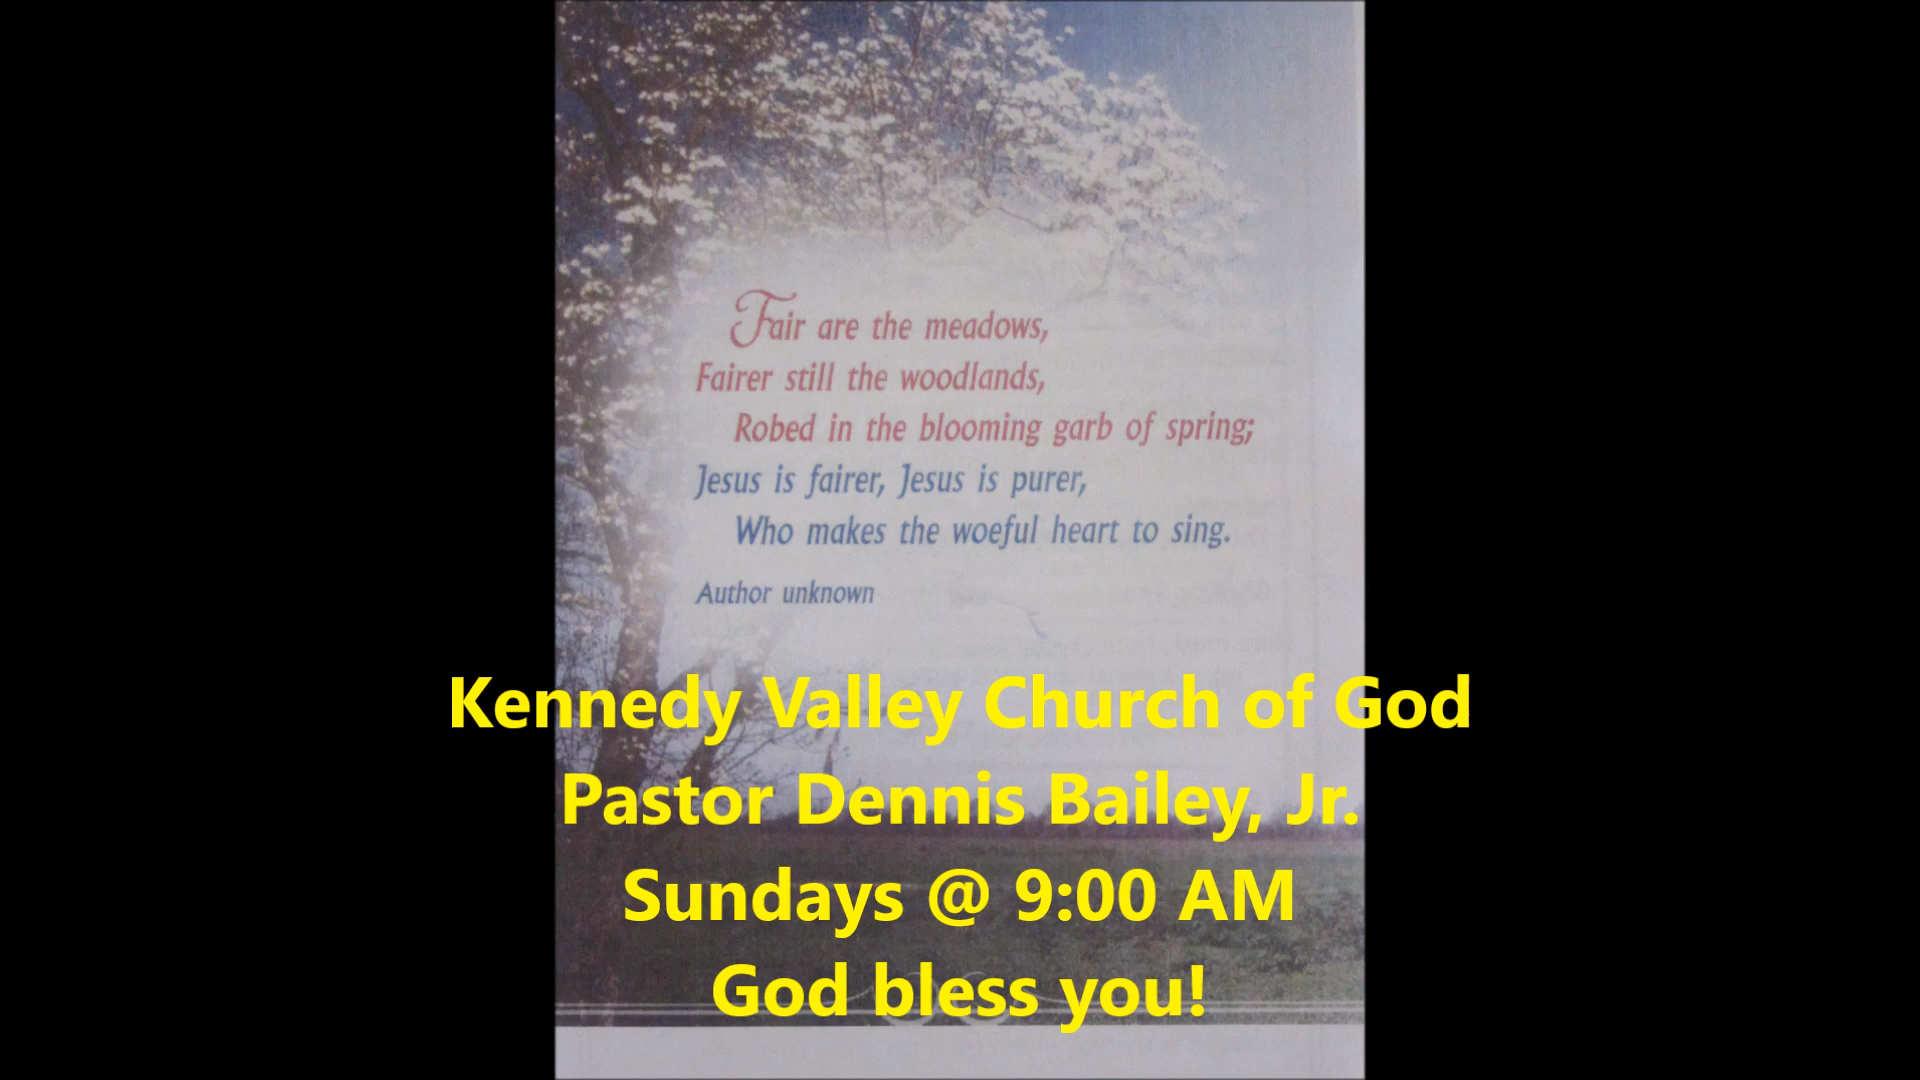 Fair are the meadows,
Fairer still the woodlands,
Robed in the blooming garb of spring;
Jesus is fairer, Jesus is purer,
Who makes the woeful heart to sing.
Author unknown
Kennedy Valley Church of God
Pastor Dennis Bailey, Jr.
Sundays @ 9:00 AM
God bless you!